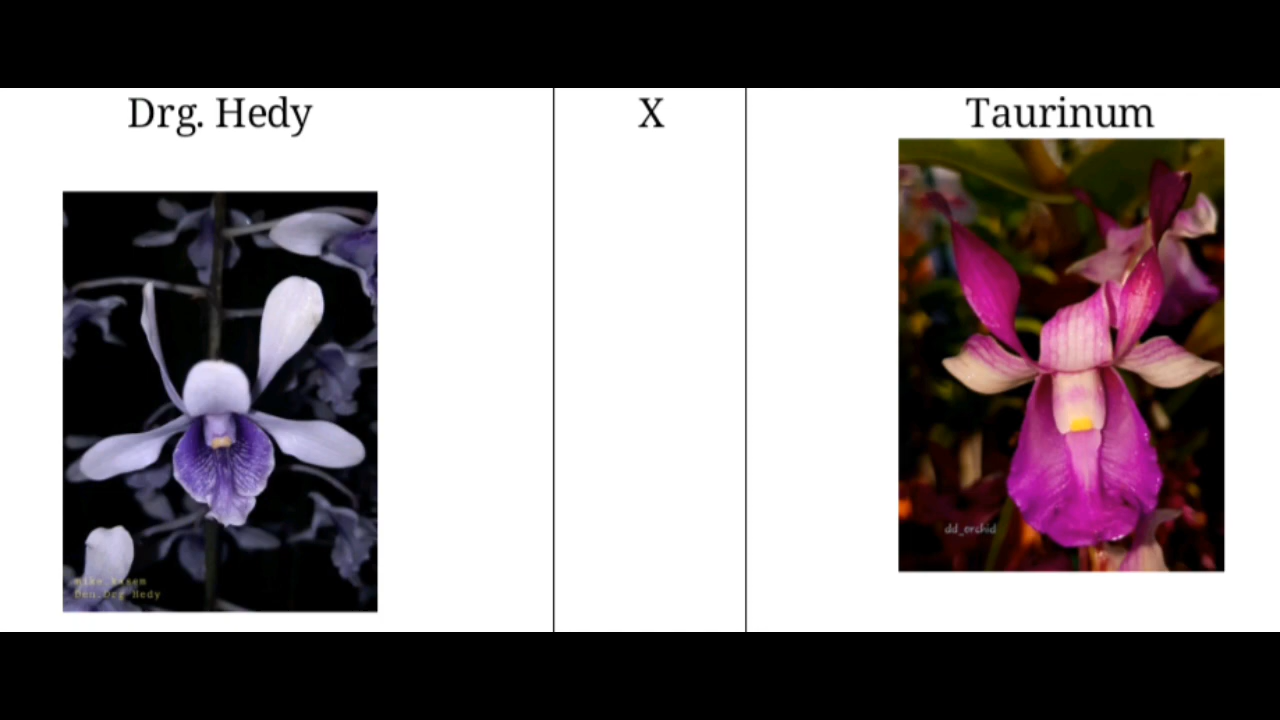 Drg. Hedy
X
Taurinum
dd_orchid
Den.Drg Hedy